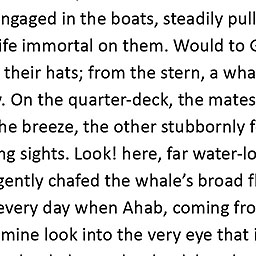 ngaged in the boats, steadily pull
ife immortal on them. Would to
their hats; from the stern, a wha
. On the quarter-deck, the mates
he breeze, the other stubbornly f
ng sights. Look! here, far water-lo
gently chafed the whale’s broad fl
every day when Ahab, coming fro
mine look into the very eye that i